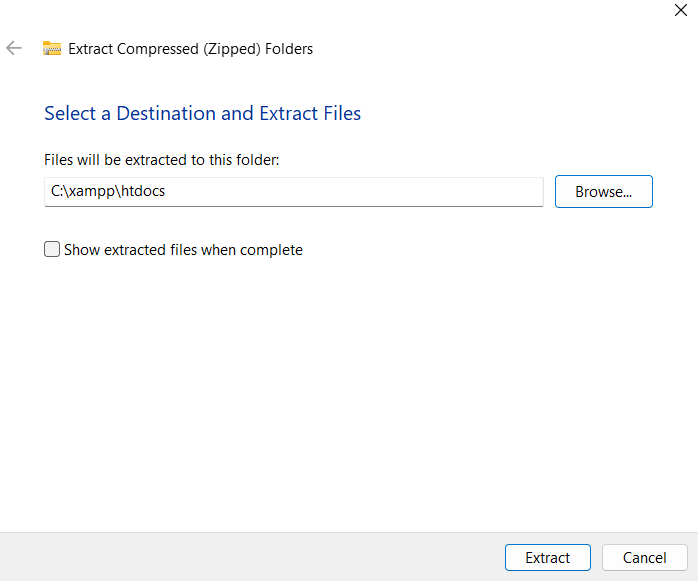 Extract Compressed (Zipped) Folders
Select a Destination and Extract Files
Files will be extracted to this folder:
C:\xampp\htdocs
Browse...
Show extracted files when complete
Extract
Cancel